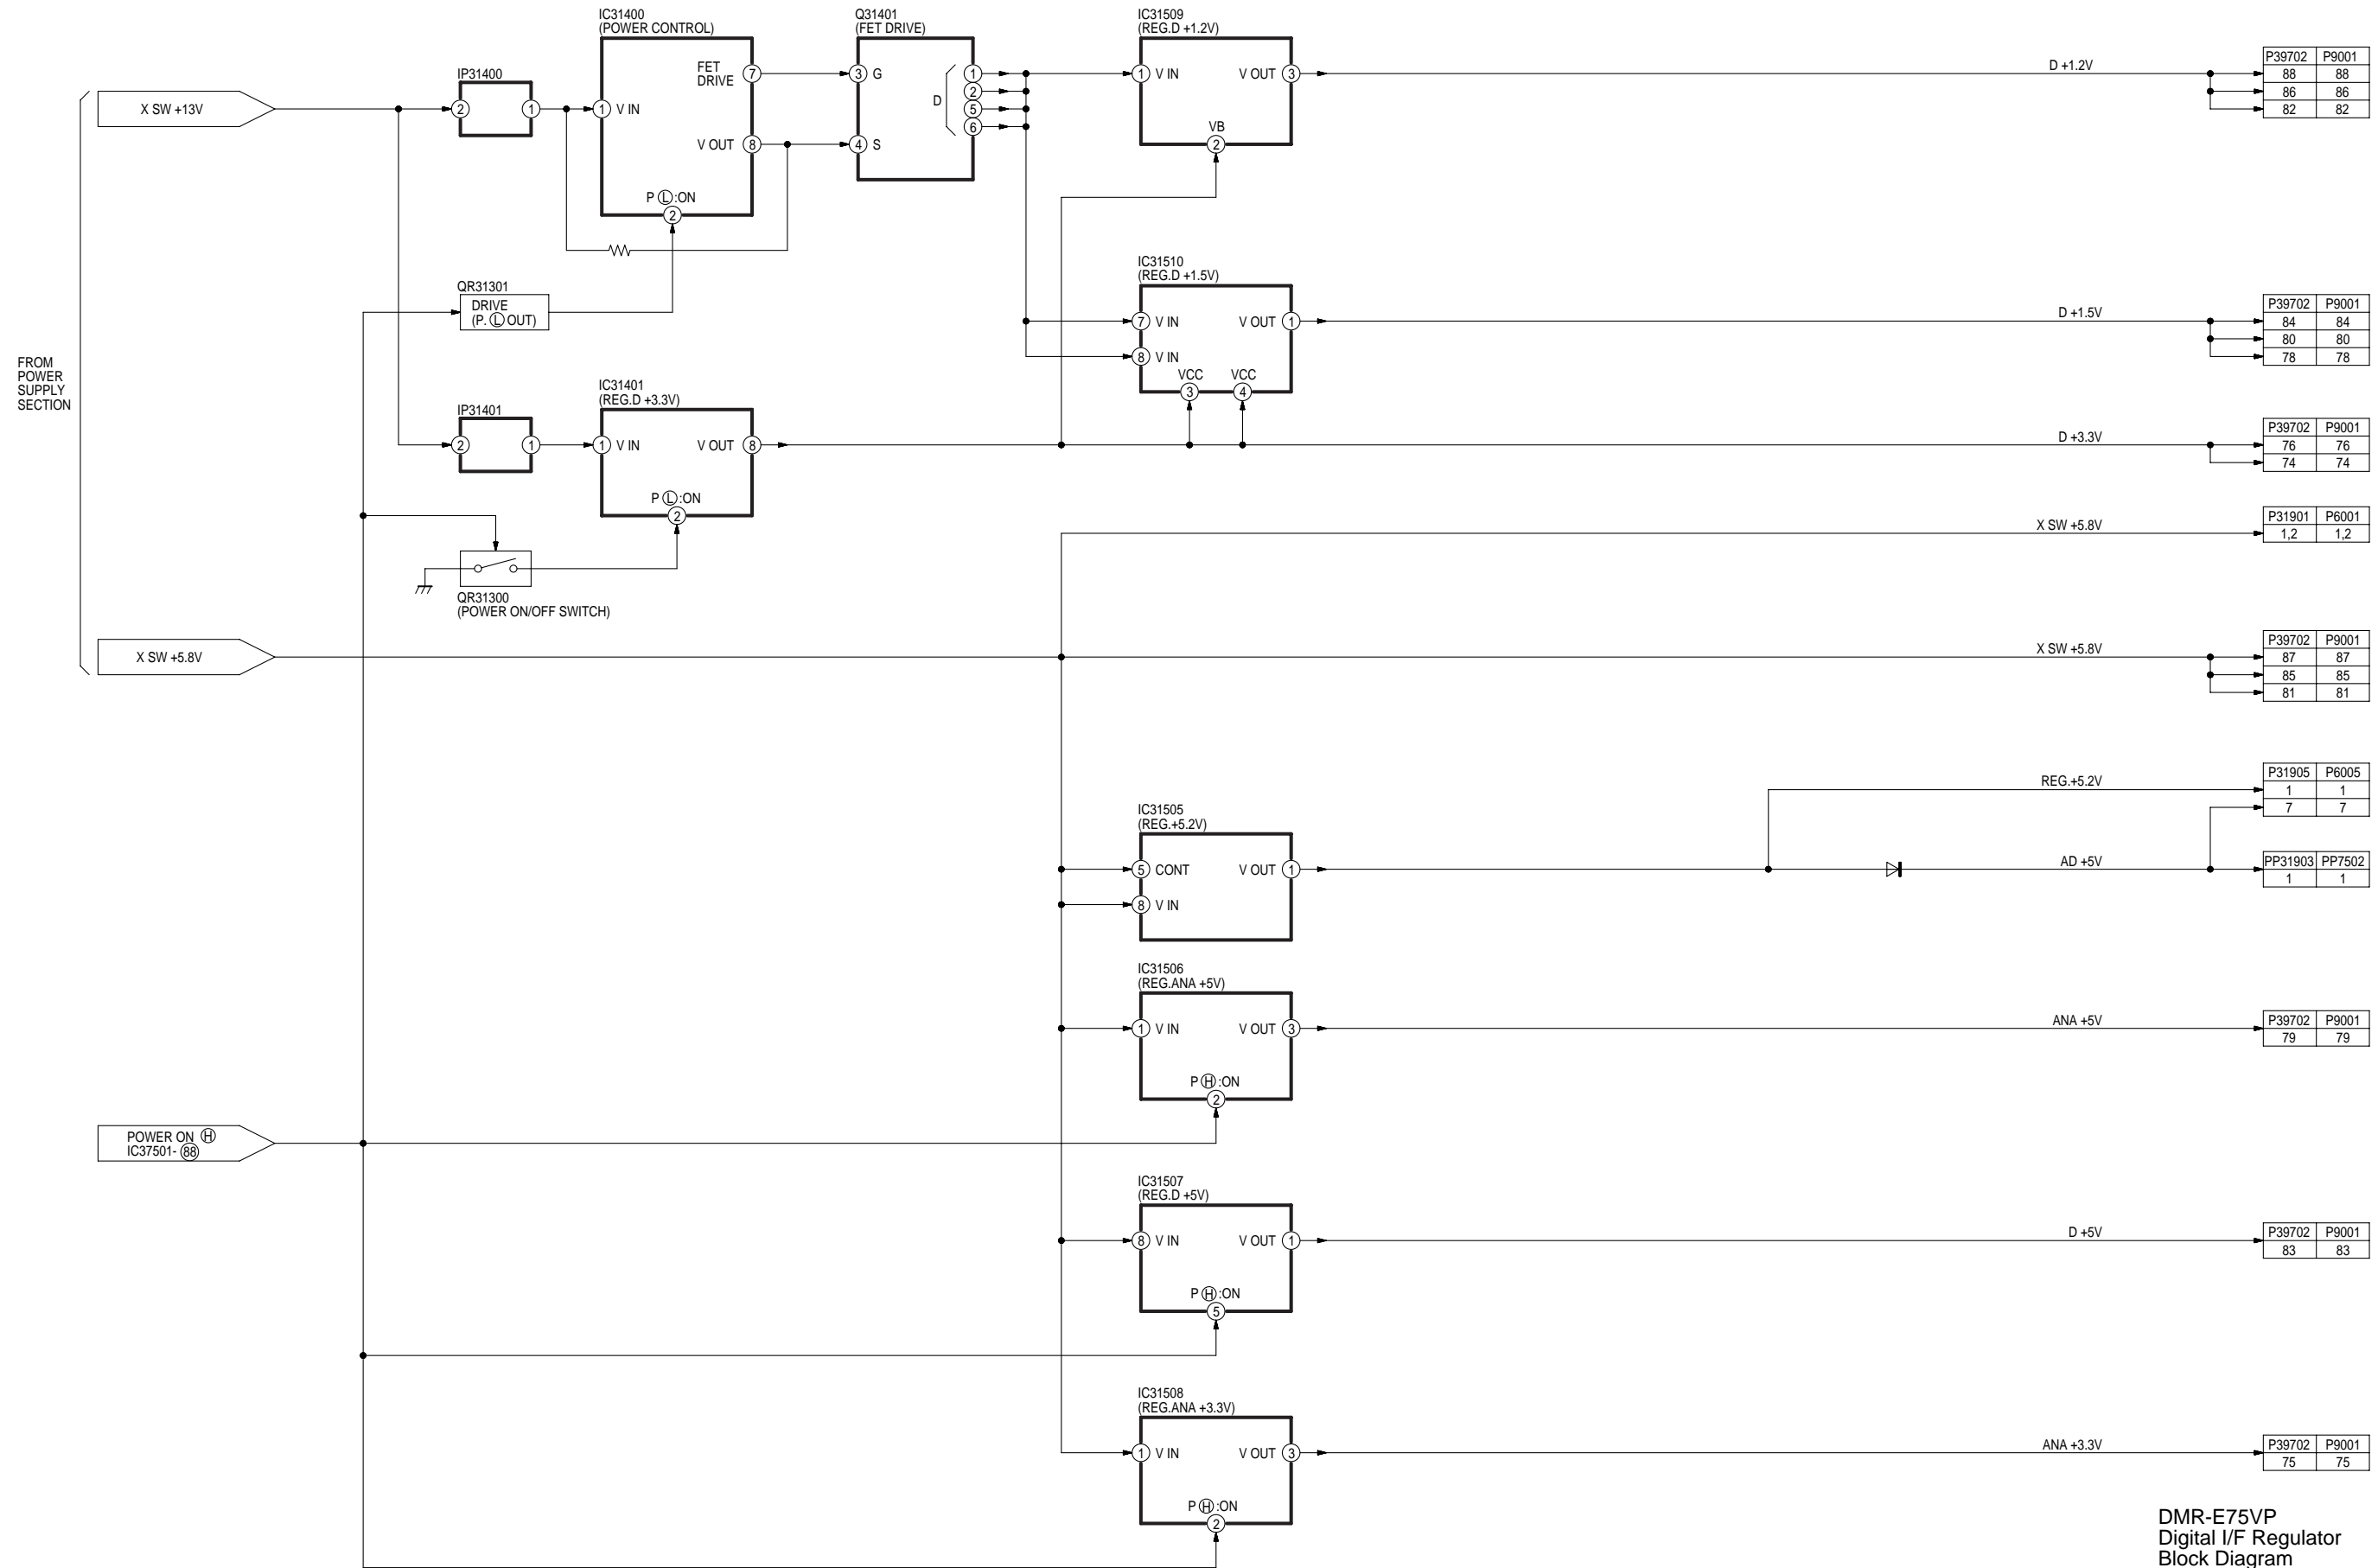 IC31400
(POWER CONTROL)
FET
DRIVE
7
1
V IN
V OUT
8
P Ⓛ:ON
2
Q31401
(FET DRIVE)
3
G
D
1
2
5
6
4
S
IC31509
(REG.D +1.2V)
1
V IN
V OUT
3
VB
2
D +1.2V
P39702 P9001
88 88
86 86
82 82
X SW +13V
IP31400
2
1
QR31301
DRIVE
(P. Ⓛ OUT)
IC31510
(REG.D +1.5V)
7
V IN
V OUT
1
8
V IN
VCC
VCC
3
4
D +1.5V
P39702 P9001
84 84
80 80
78 78
FROM
POWER
SUPPLY
SECTION
IP31401
2
1
IC31401
(REG.D +3.3V)
1
V IN
V OUT
8
P Ⓛ:ON
2
D +3.3V
P39702 P9001
76 76
74 74
QR31300
(POWER ON/OFF SWITCH)
X SW +5.8V
P31901 P6001
1,2 1,2
X SW +5.8V
X SW +5.8V
P39702 P9001
87 87
85 85
81 81
REG.+5.2V
P31905 P6005
1 1
7 7
IC31505
(REG.+5.2V)
5
CONT
V OUT
1
8
V IN
AD +5V
PP31903 PP7502
1 1
IC31506
(REG.ANA +5V)
1
V IN
V OUT
3
P Ⓗ:ON
2
ANA +5V
P39702 P9001
79 79
POWER ON Ⓗ
IC37501- 88
IC31507
(REG.D +5V)
8
V IN
V OUT
1
P Ⓗ:ON
5
D +5V
P39702 P9001
83 83
IC31508
(REG.ANA +3.3V)
1
V IN
V OUT
3
P Ⓗ:ON
2
ANA +3.3V
P39702 P9001
75 75
DMR-E75VP
Digital I/F Regulator
Block Diagram